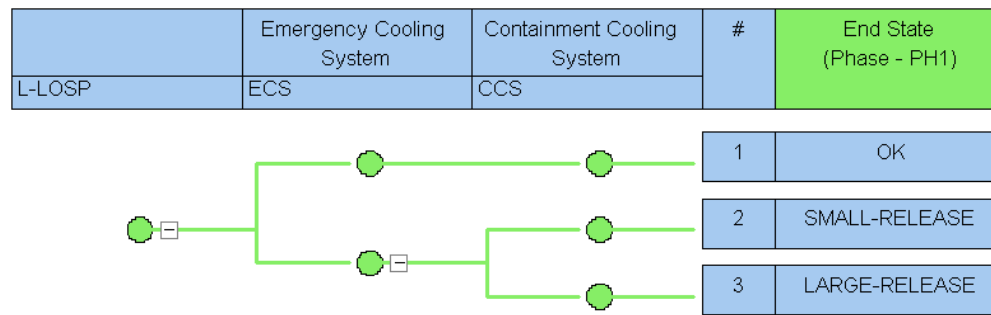 Emergency Cooling
System
Containment Cooling
System
#
End State
(Phase - PH1)
L-LOSP
ECS
CCS
1
OK
2
SMALL-RELEASE
3
LARGE-RELEASE